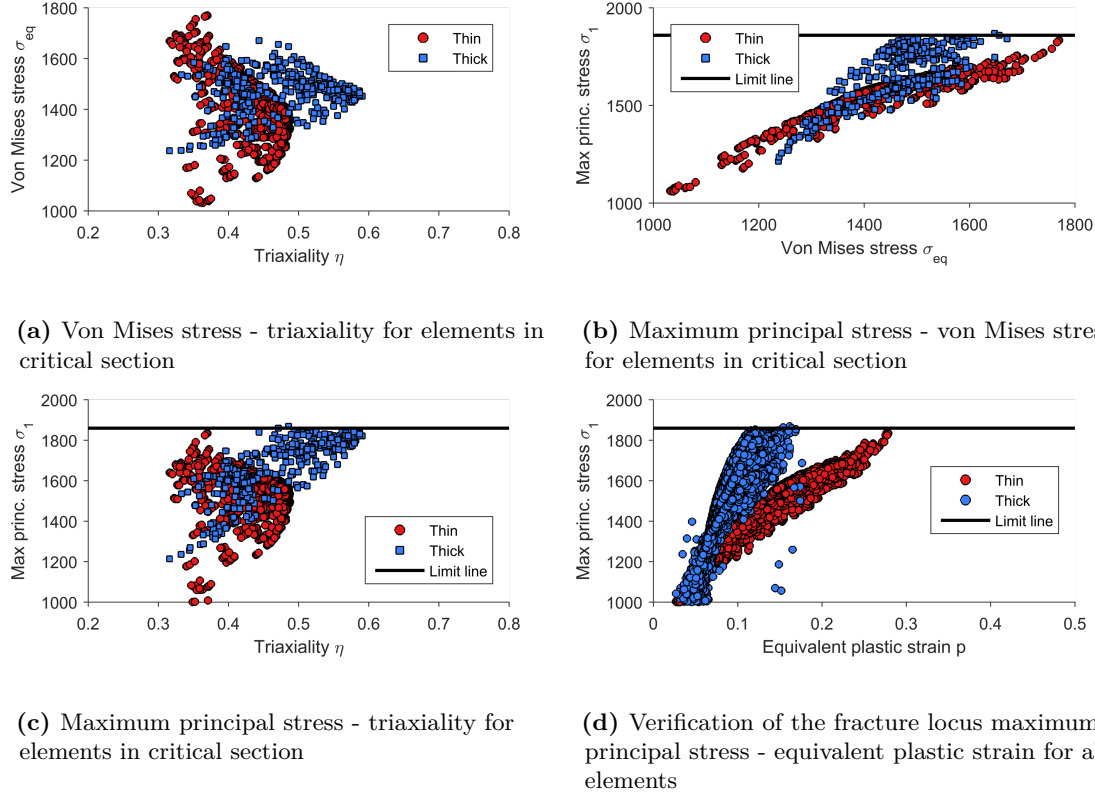 1800
1600
1400
1200
1000
Von Mises stress σeq
0.2 0.3 0.4 0.5 0.6 0.7 0.8
Triaxiality η
Thin
Thick
2000
1500
1000
Max princ. stress σ1
1000 1200 1400 1600 1800
Von Mises stress σeq
Thin
Thick
Limit line
(a) Von Mises stress - triaxiality for elements in
critical section
(b) Maximum principal stress - von Mises stres
for elements in critical section
2000
1800
1600
1400
1200
1000
Max princ. stress σ1
0.2 0.3 0.4 0.5 0.6 0.7 0.8
Triaxiality η
Thin
Thick
Limit line
2000
1800
1600
1400
1200
1000
Max princ. stress σ1
0 0.1 0.2 0.3 0.4 0.5
Equivalent plastic strain p
Thin
Thick
Limit line
(c) Maximum principal stress - triaxiality for
elements in critical section
(d) Verification of the fracture locus maximum
principal stress - equivalent plastic strain for a
elements